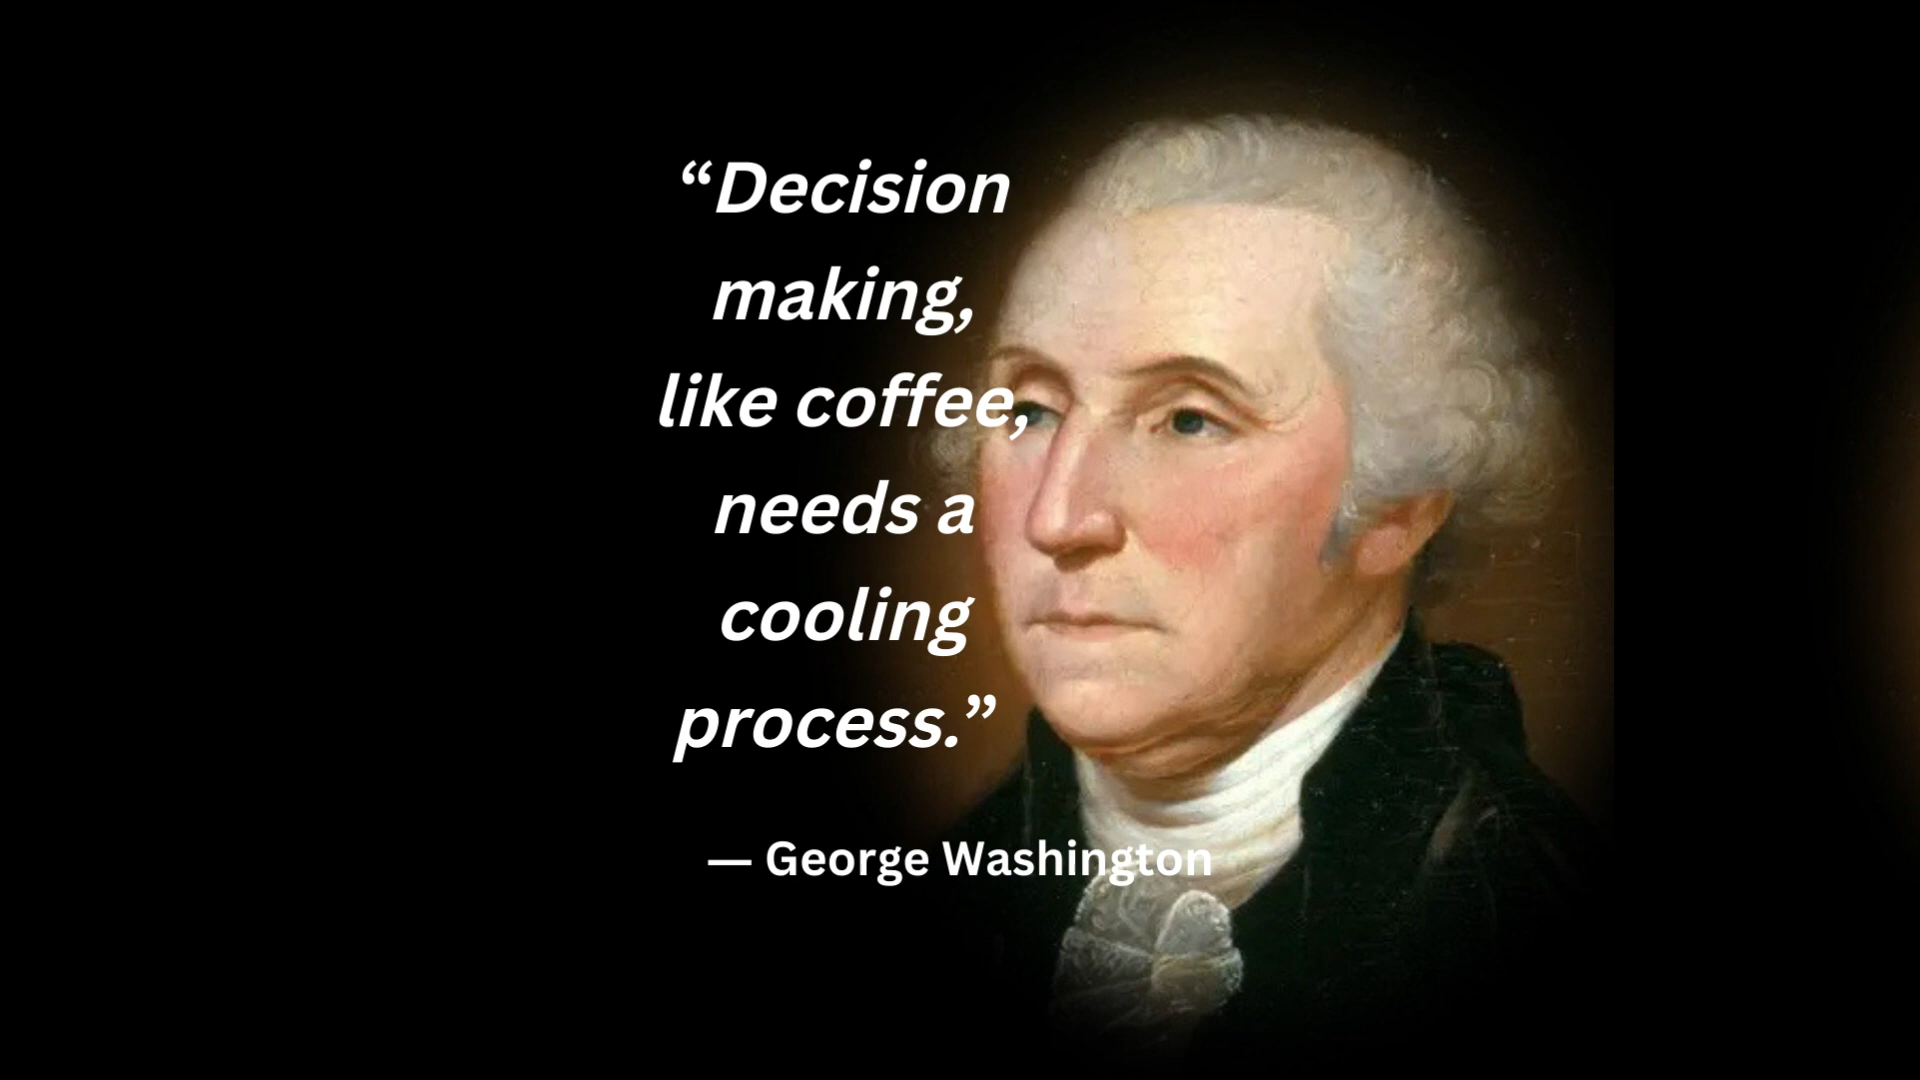 “Decision
making,
like coffee,
needs a
cooling
process.”
— George Washington